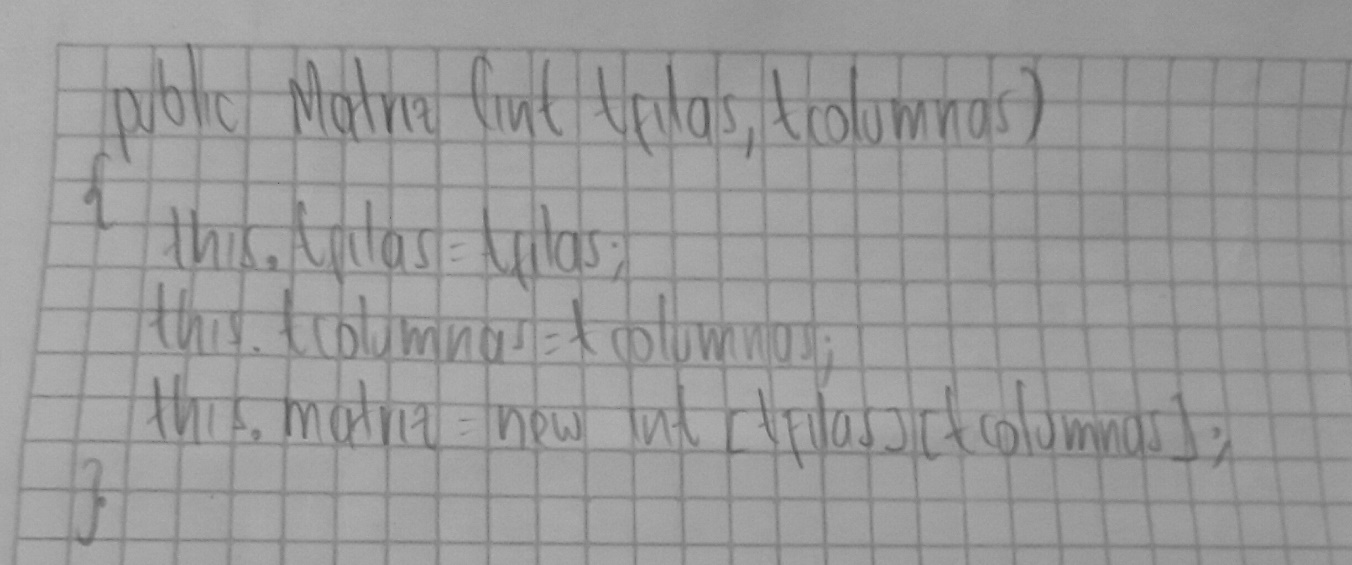 public Matriz (int tfilas, tcolumnas)
{
this.tfilas = tfilas;
this.tcolumnas = tcolumnas;
this.matriz = new int [tfilas][tcolumnas];
}